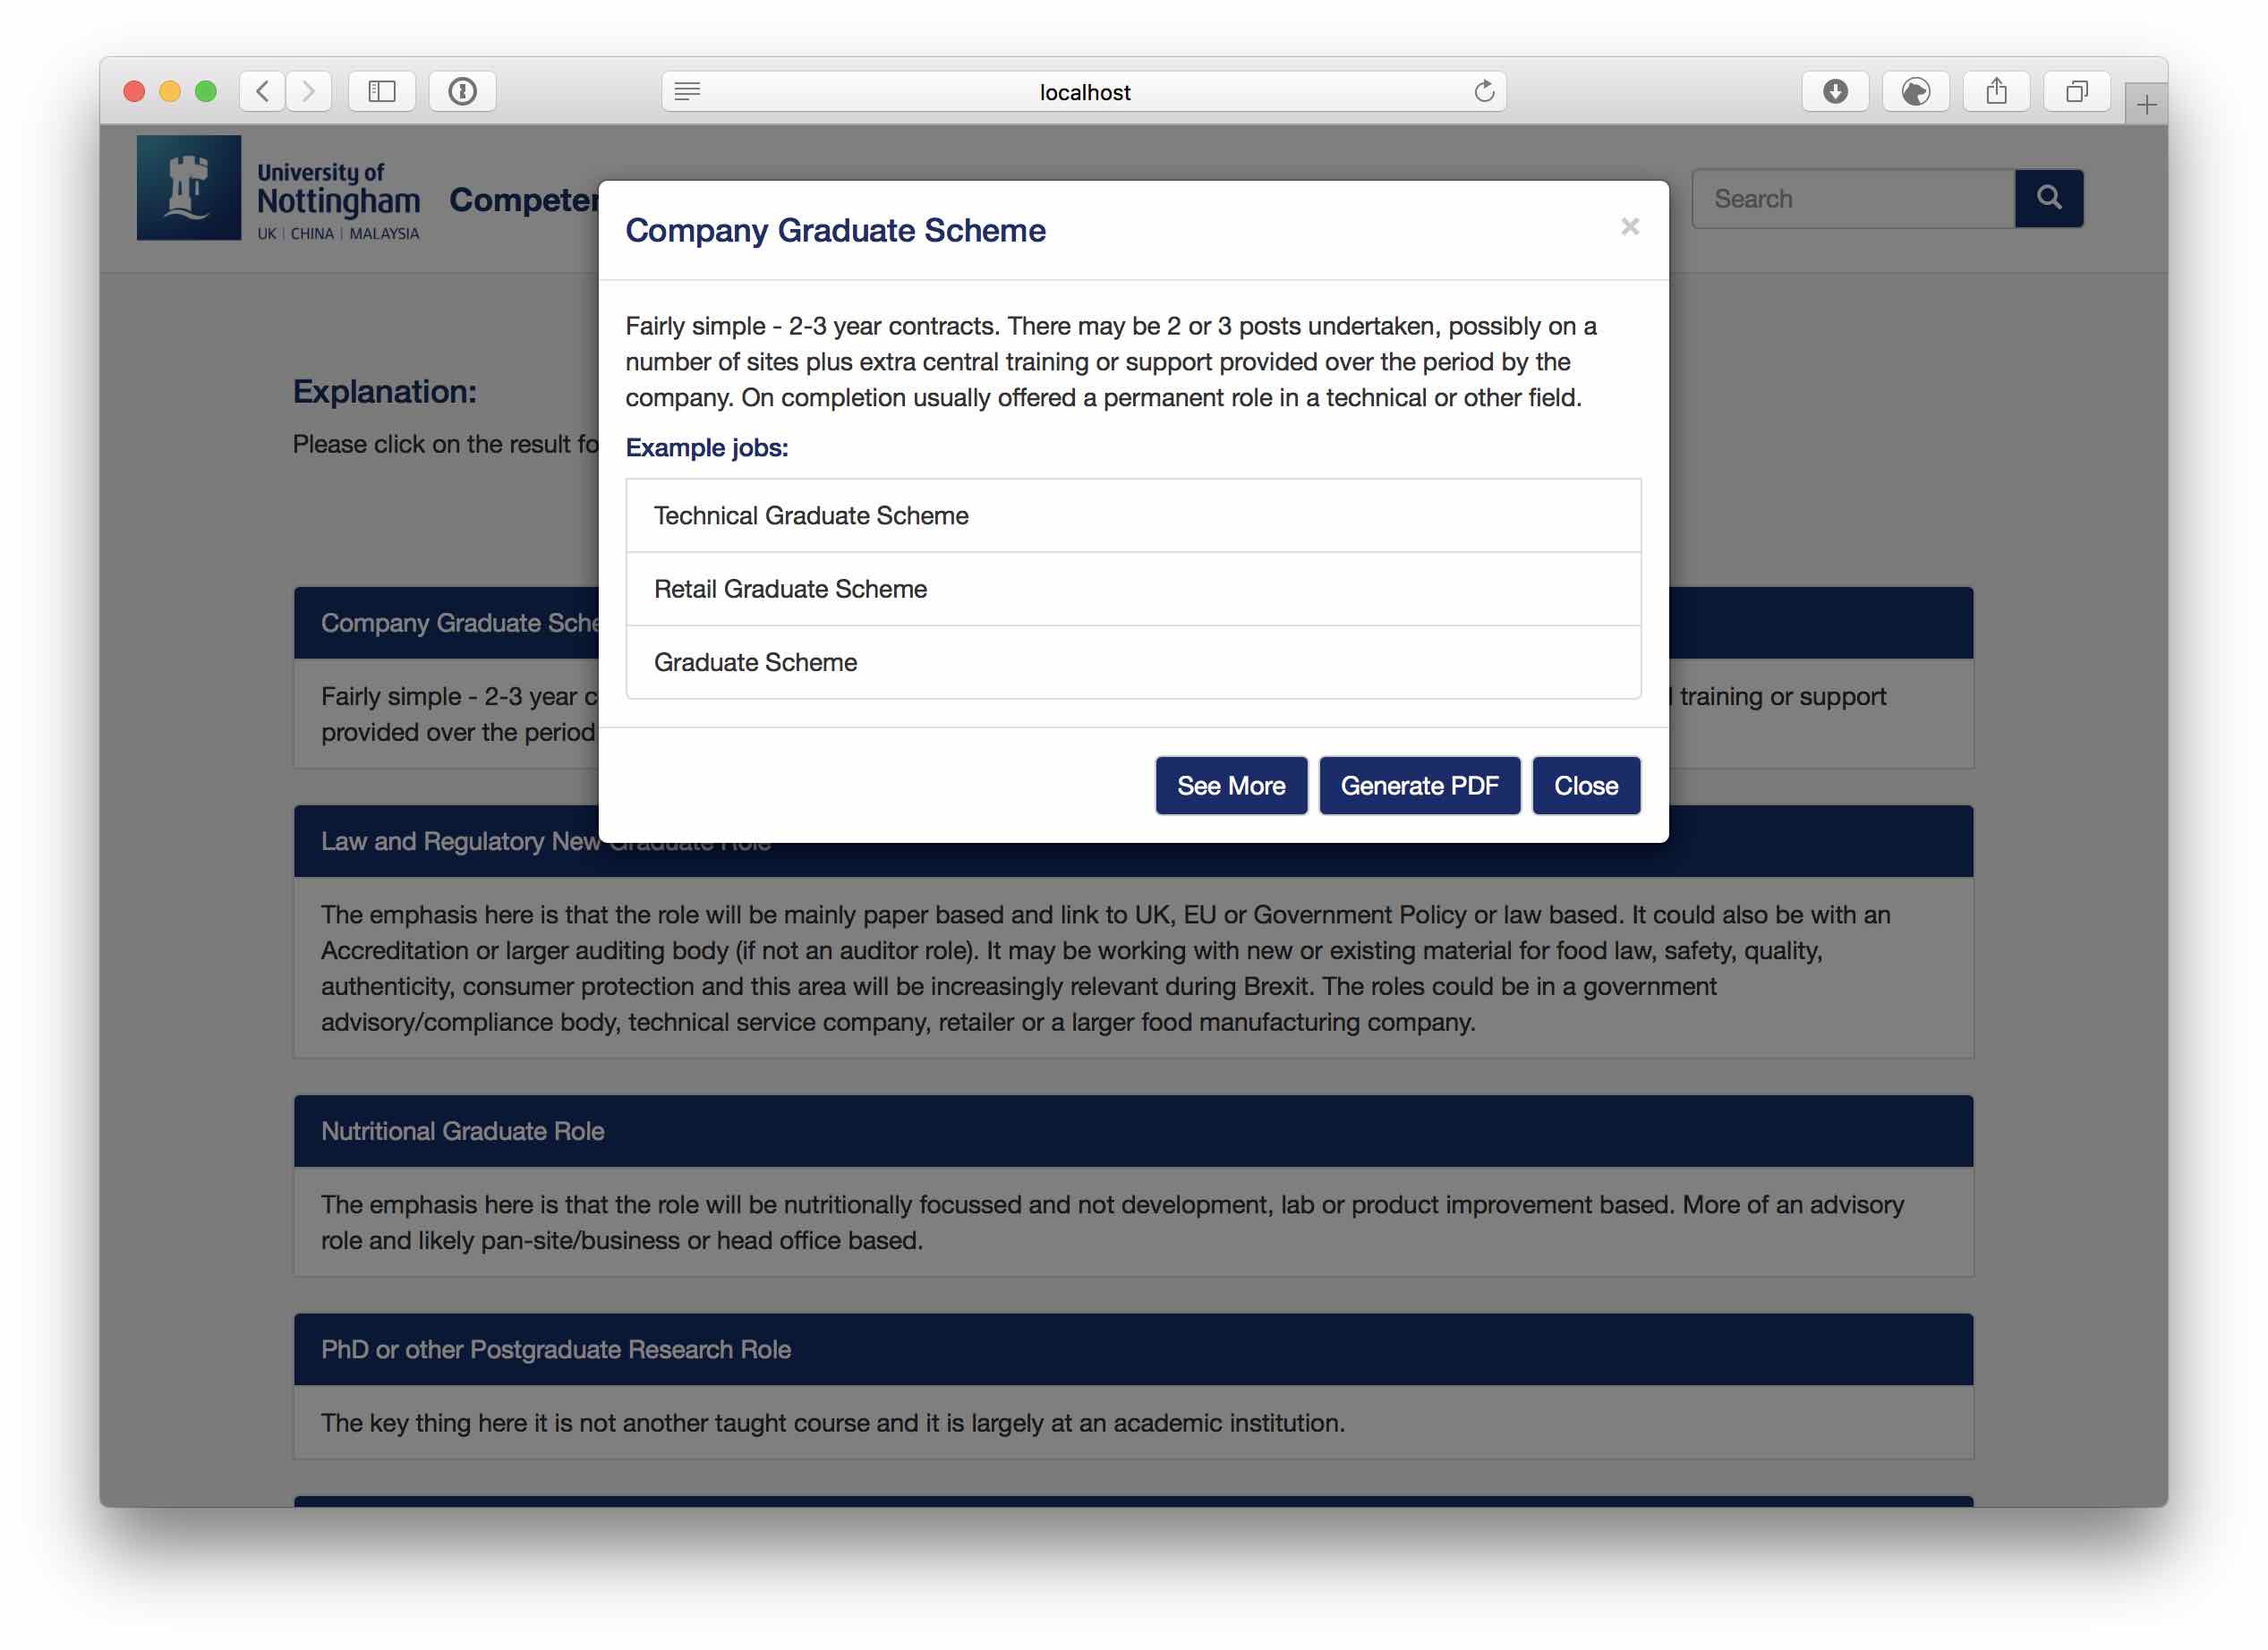 localhost
University of
Nottingham
UK | CHINA | MALAYSIA
Search
Company Graduate Scheme
×
Fairly simple - 2-3 year contracts. There may be 2 or 3 posts undertaken, possibly on a
number of sites plus extra central training or support provided over the period by the
company. On completion usually offered a permanent role in a technical or other field.
Example jobs:
Technical Graduate Scheme
Retail Graduate Scheme
Graduate Scheme
See More
Generate PDF
Close
Explanation:
Please click on the result
Company Graduate
Fairly simple - 2-3 year
training or support
provided over the period
Law and Regulatory New Graduate Role
The emphasis here is that the role will be mainly paper based and link to UK, EU or Government Policy or law based. It could also be with an
Accreditation or larger auditing body (if not an auditor role). It may be working with new or existing material for food law, safety, quality,
authenticity, consumer protection and this area will be increasingly relevant during Brexit. The roles could be in a government
advisory/compliance body, technical service company, retailer or a larger food manufacturing company.
Nutritional Graduate Role
The emphasis here is that the role will be nutritionally focussed and not development, lab or product improvement based. More of an advisory
role and likely pan-site/business or head office based.
PhD or other Postgraduate Research Role
The key thing here it is not another taught course and it is largely at an academic institution.